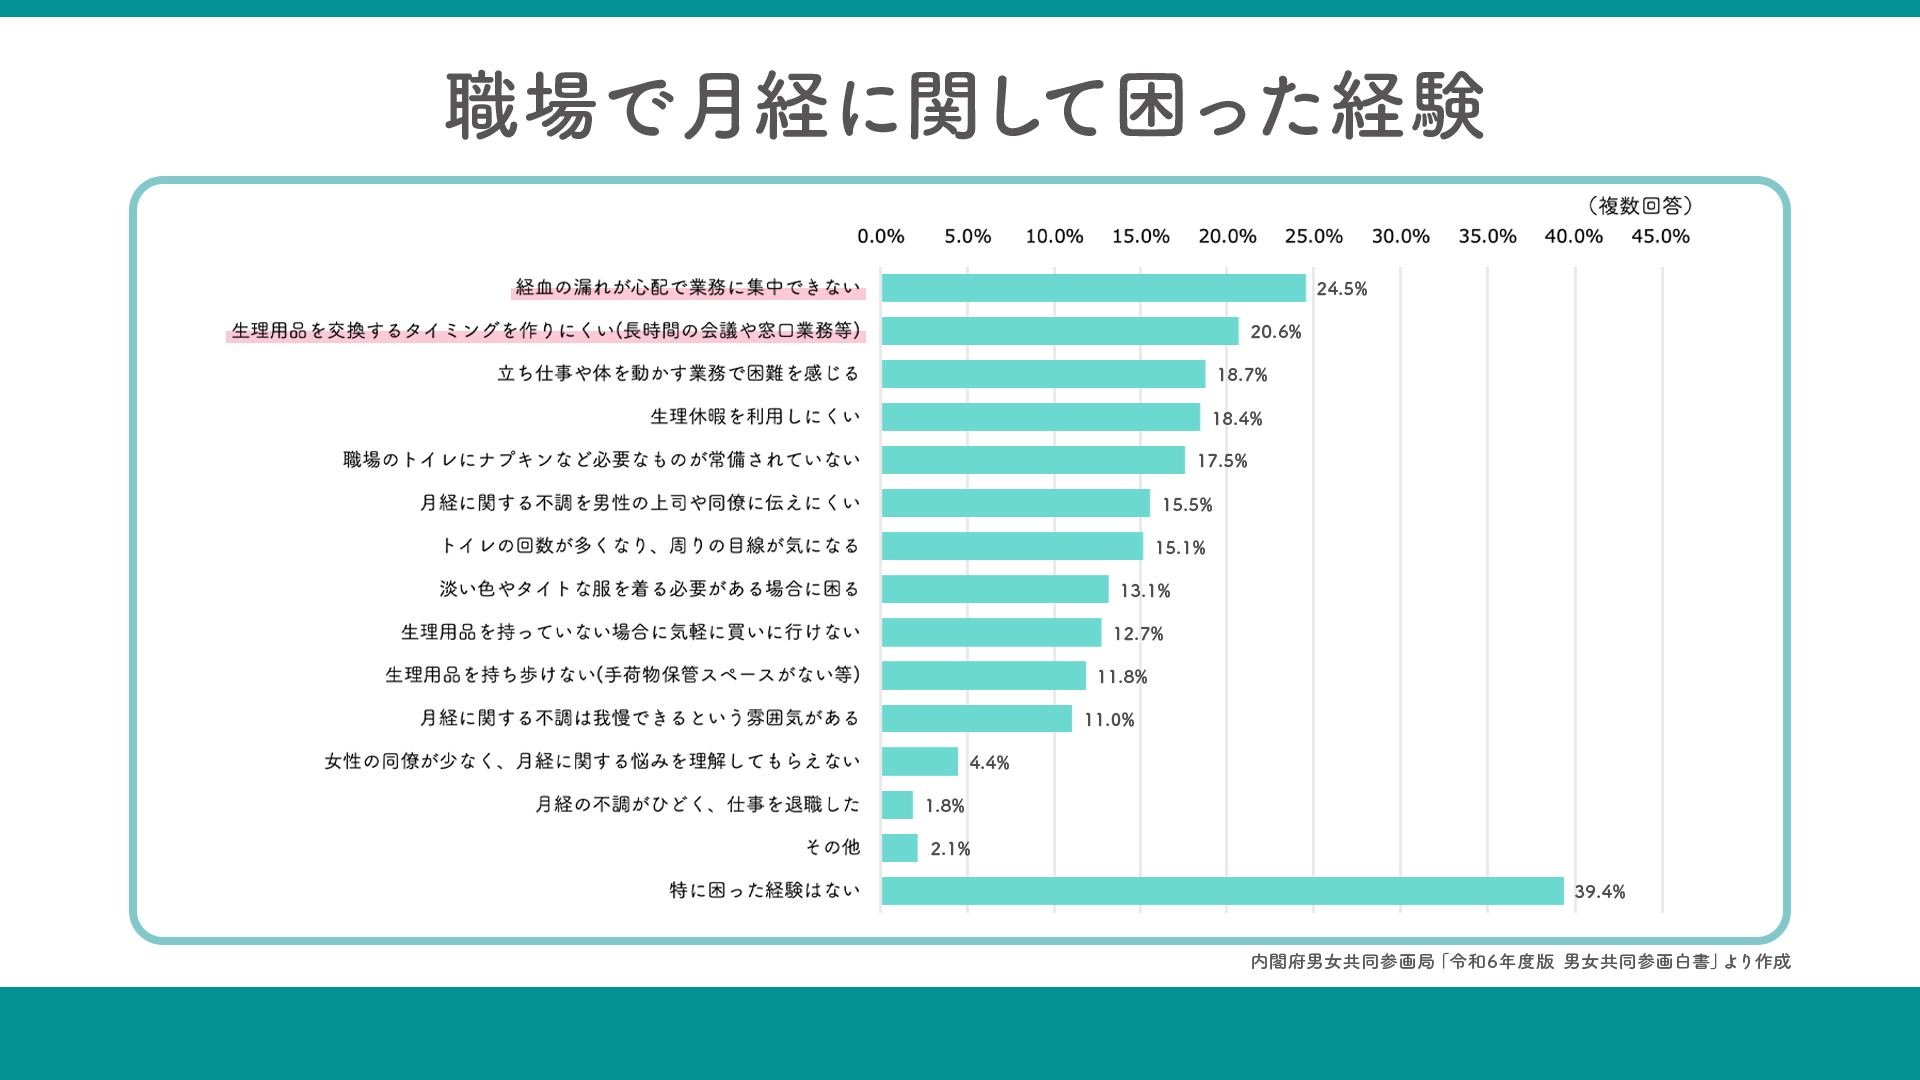 職場で月経に関して困った経験
（複数回答）
0.0% 5.0% 10.0% 15.0% 20.0% 25.0% 30.0% 35.0% 40.0% 45.0%
経血の漏れが心配で業務に集中できない 24.5%
生理用品を交換するタイミングを作りにくい(長時間の会議や窓口業務等) 20.6%
立ち仕事や体を動かす業務で困難を感じる 18.7%
生理休暇を利用しにくい 18.4%
職場のトイレにナプキンなど必要なものが常備されていない 17.5%
月経に関する不調を男性の上司や同僚に伝えにくい 15.5%
トイレの回数が多くなり、周りの目線が気になる 15.1%
淡い色やタイトな服を着る必要がある場合に困る 13.1%
生理用品を持っていない場合に気軽に買いに行けない 12.7%
生理用品を持ち歩けない(手荷物保管スペースがない等) 11.8%
月経に関する不調は我慢できるという雰囲気がある 11.0%
女性の同僚が少なく、月経に関する悩みを理解してもらえない 4.4%
月経の不調がひどく、仕事を退職した 1.8%
その他 2.1%
特に困った経験はない 39.4%
内閣府男女共同参画局「令和6年度版 男女共同参画白書」より作成